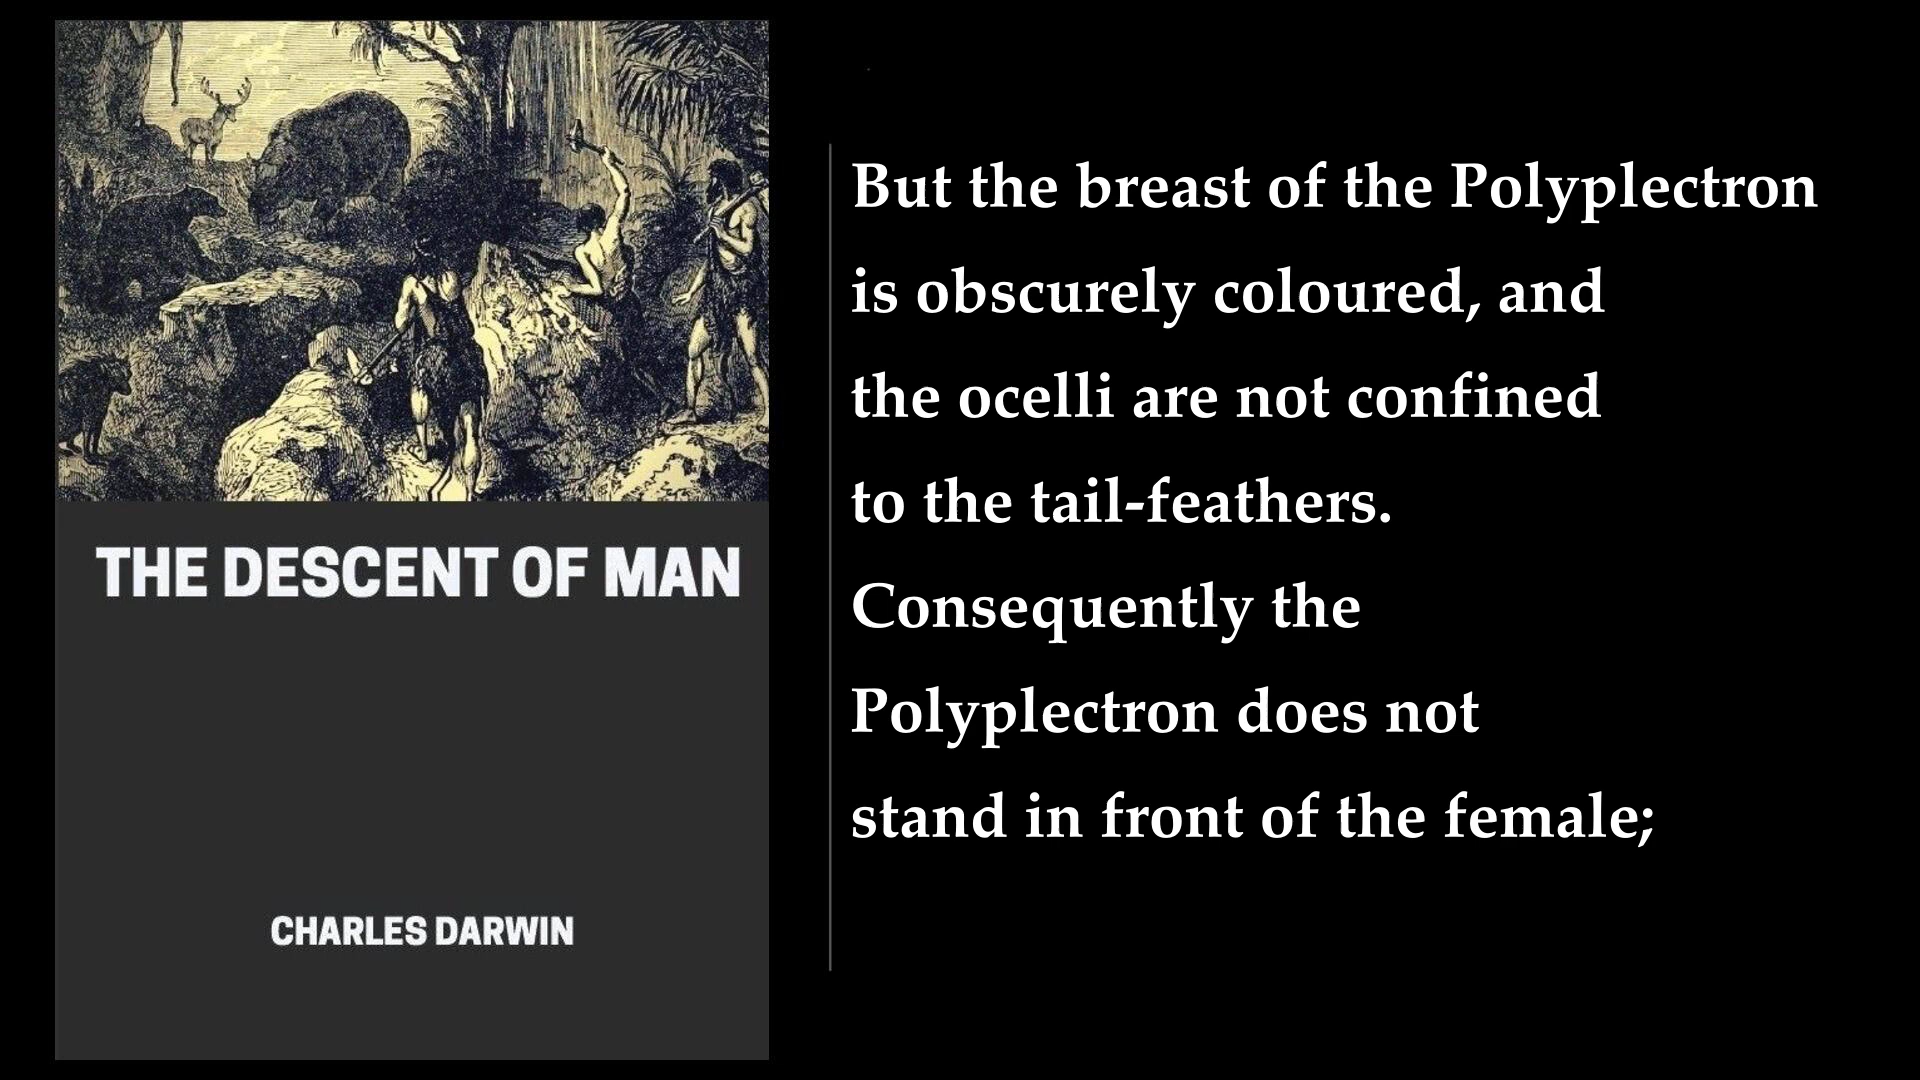 THE DESCENT OF MAN
CHARLES DARWIN
But the breast of the Polyplectron
is obscurely coloured, and
the ocelli are not confined
to the tail-feathers.
Consequently the
Polyplectron does not
stand in front of the female;